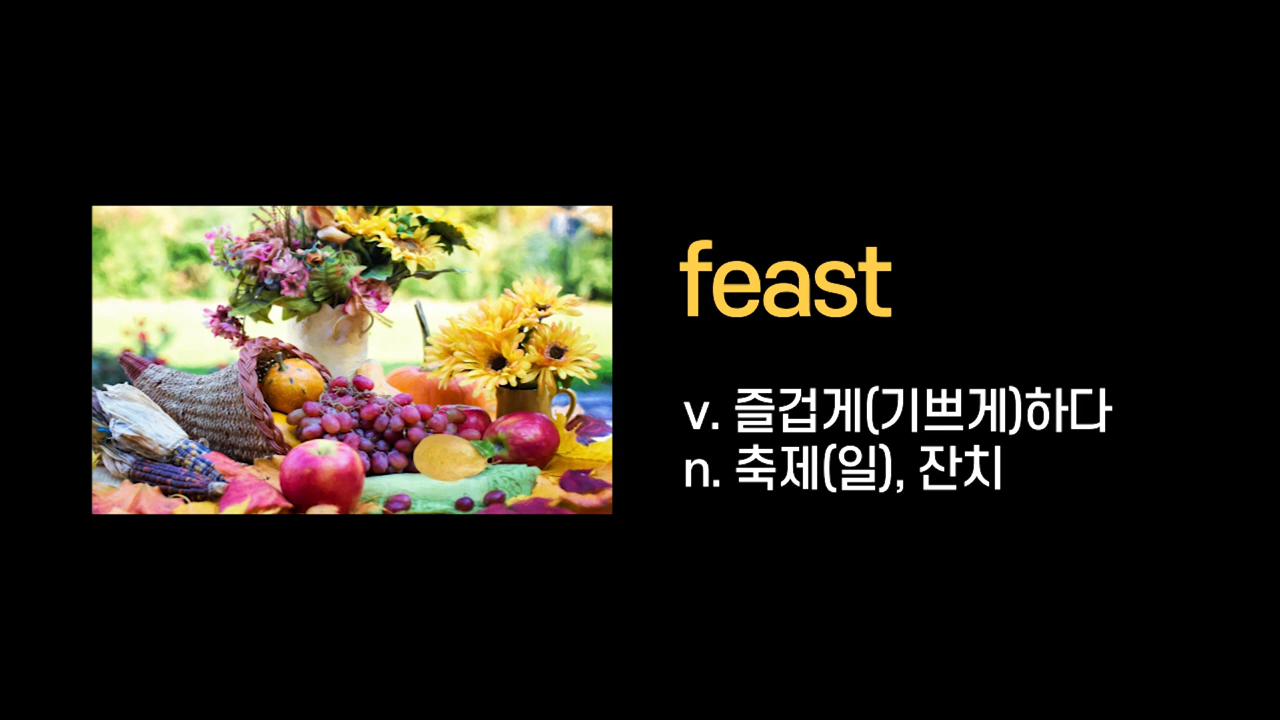 feast
v. 즐겁게(기쁘게)하다
n. 축제(일), 잔치